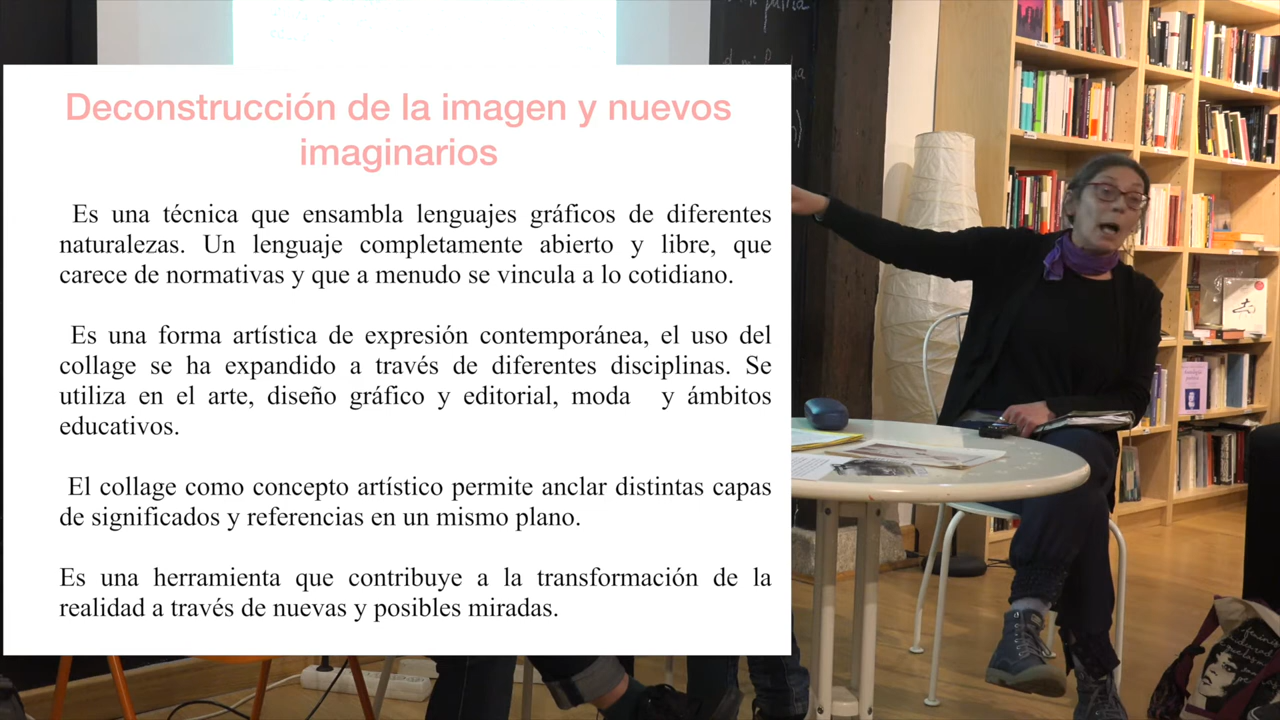 Deconstrucción de la imagen y nuevos
imaginarios
Es una técnica que ensambla lenguajes gráficos de diferentes
naturalezas. Un lenguaje completamente abierto y libre, que
carece de normativas y que a menudo se vincula a lo cotidiano.
Es una forma artística de expresión contemporánea, el uso del
collage se ha expandido a través de diferentes disciplinas. Se
utiliza en el arte, diseño gráfico y editorial, moda y ámbitos
educativos.
El collage como concepto artístico permite anclar distintas capas
de significados y referencias en un mismo plano.
Es una herramienta que contribuye a la transformación de la
realidad a través de nuevas y posibles miradas.
patria